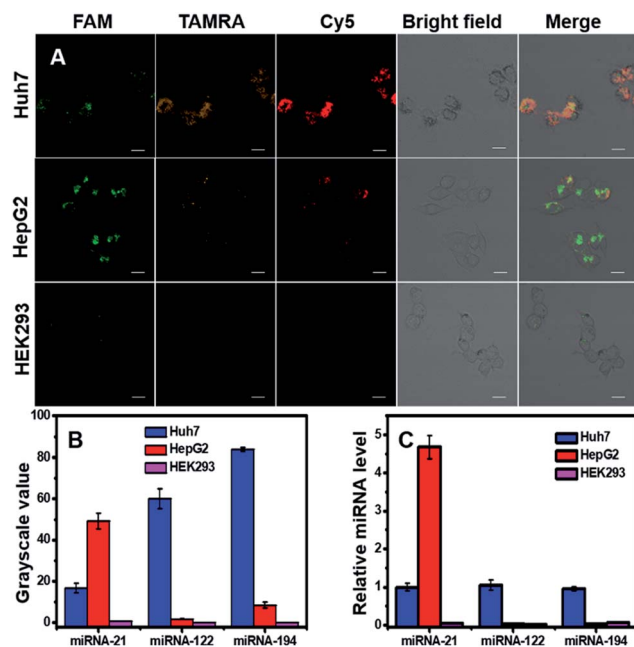 FAM TAMRA Cy5 Bright field Merge
A
Huh7
HepG2
HEK293
B
Huh7
HepG2
HEK293
Grayscale value
100
80
60
40
20
0
miRNA-21 miRNA-122 miRNA-194
C
Huh7
HepG2
HEK293
Relative miRNA level
5
4
3
2
1
0
miRNA-21 miRNA-122 miRNA-194